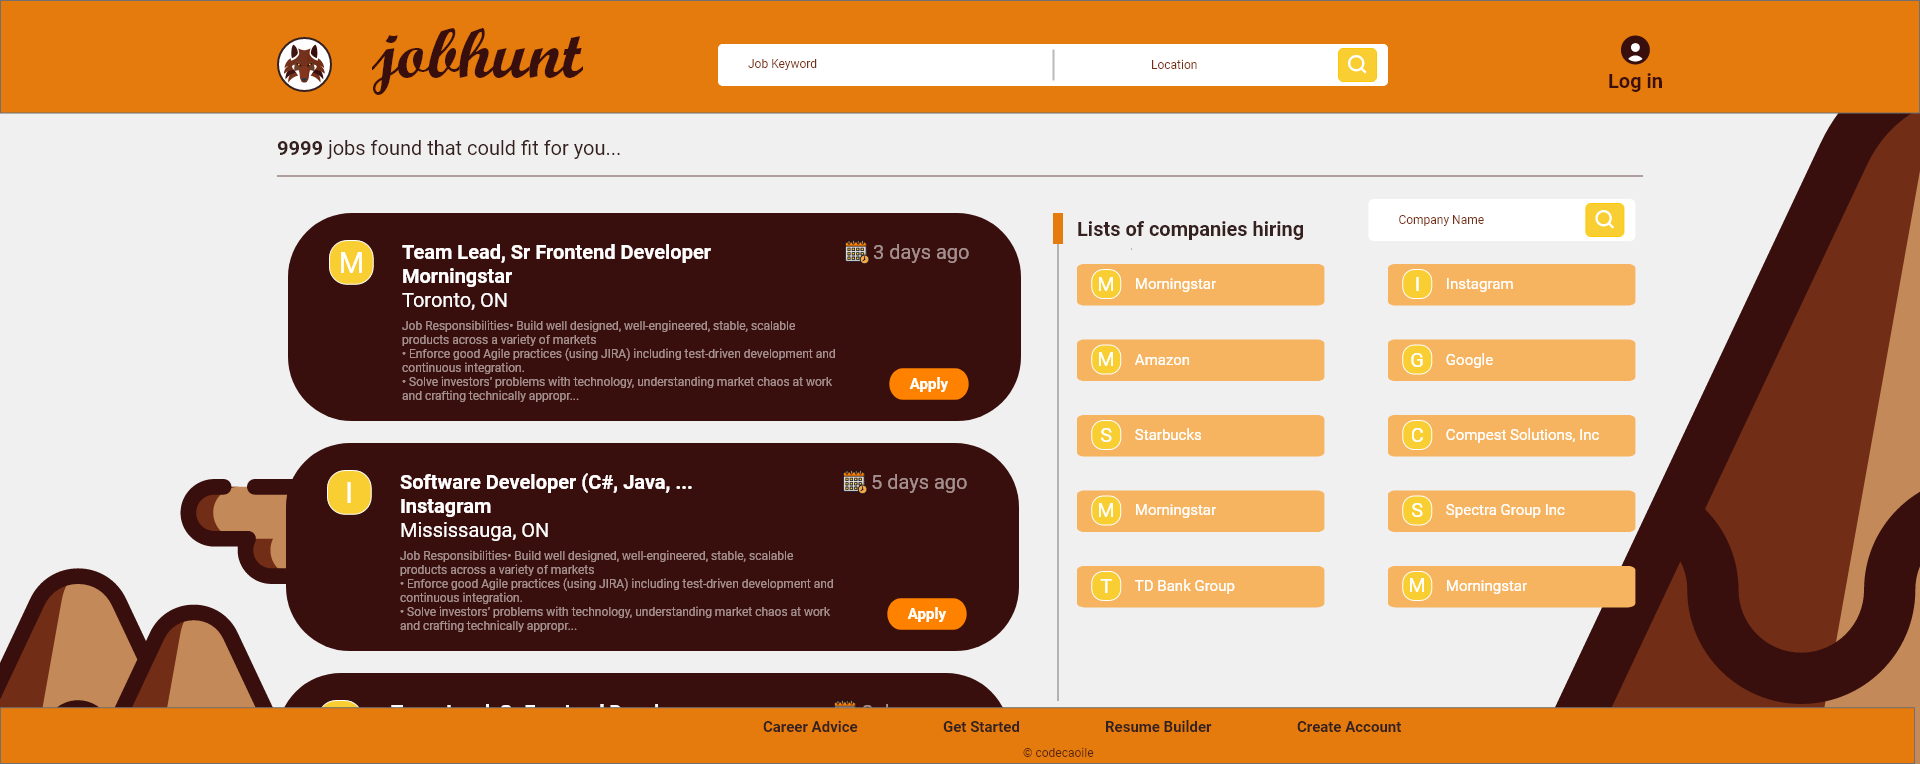 jobhunt
Job Keyword
Location
Log in
9999 jobs found that could fit for you...
M
Team Lead, Sr Frontend Developer
3 days ago
Morningstar
Toronto, ON
Job Responsibilities• Build well designed, well-engineered, stable, scalable
products across a variety of markets
• Enforce good Agile practices (using JIRA) including test-driven development and
continuous integration.
• Solve investors' problems with technology, understanding market chaos at work
and crafting technically appropr...
Apply
I
Software Developer (C#, Java, ...
5 days ago
Instagram
Mississauga, ON
Job Responsibilities• Build well designed, well-engineered, stable, scalable
products across a variety of markets
• Enforce good Agile practices (using JIRA) including test-driven development and
continuous integration.
• Solve investors' problems with technology, understanding market chaos at work
and crafting technically appropr...
Apply
Lists of companies hiring
Company Name
M Morningstar
I Instagram
M Amazon
G Google
S Starbucks
C Compest Solutions, Inc
M Morningstar
S Spectra Group Inc
T TD Bank Group
M Morningstar
Career Advice
Get Started
Resume Builder
Create Account
© codecaoile